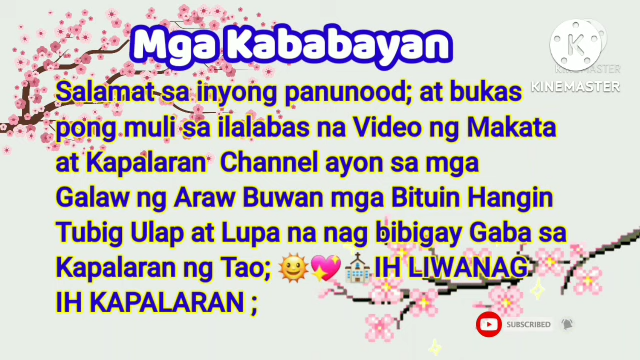 Mga Kababayan
Salamat sa inyong panunood; at bukas
pong muli sa ilalabas na Video ng Makata
at Kapalaran Channel ayon sa mga
Galaw ng Araw Buwan mga Bituin Hangin
Tubig Ulap at Lupa na nag bibigay Gaba sa
Kapalaran ng Tao; 🌞💖⛪IH LIWANAG.
IH KAPALARAN ;
KINEMASTER
KINEMASTER
SUBSCRIBED